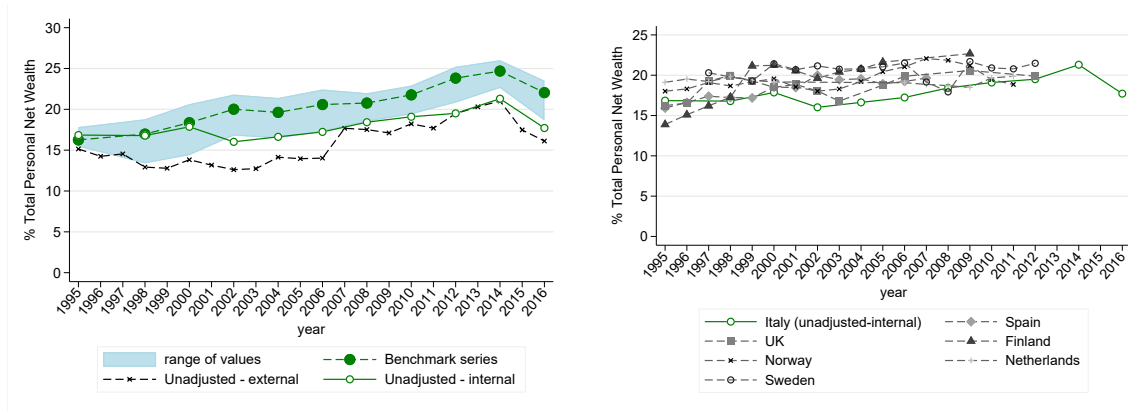 % Total Personal Net Wealth
30
25
20
15
10
5
0
1995 1996 1997 1998 1999 2000 2001 2002 2003 2004 2005 2006 2007 2008 2009 2010 2011 2012 2013 2014 2015 2016
year
range of values Benchmark series
Unadjusted - external Unadjusted - internal
% Total Personal Net Wealth
25
20
15
10
5
0
1995 1996 1997 1998 1999 2000 2001 2002 2003 2004 2005 2006 2007 2008 2009 2010 2011 2012 2013 2014 2015 2016
year
Italy (unadjusted-internal) Spain
UK Finland
Norway Netherlands
Sweden